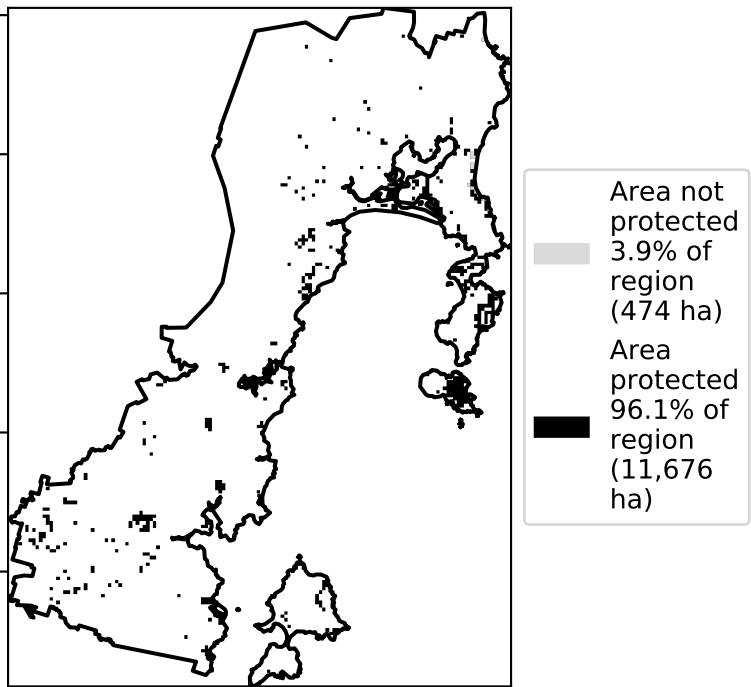 Area not
protected
3.9% of
region
(474 ha)
Area
protected
96.1% of
region
(11,676
ha)